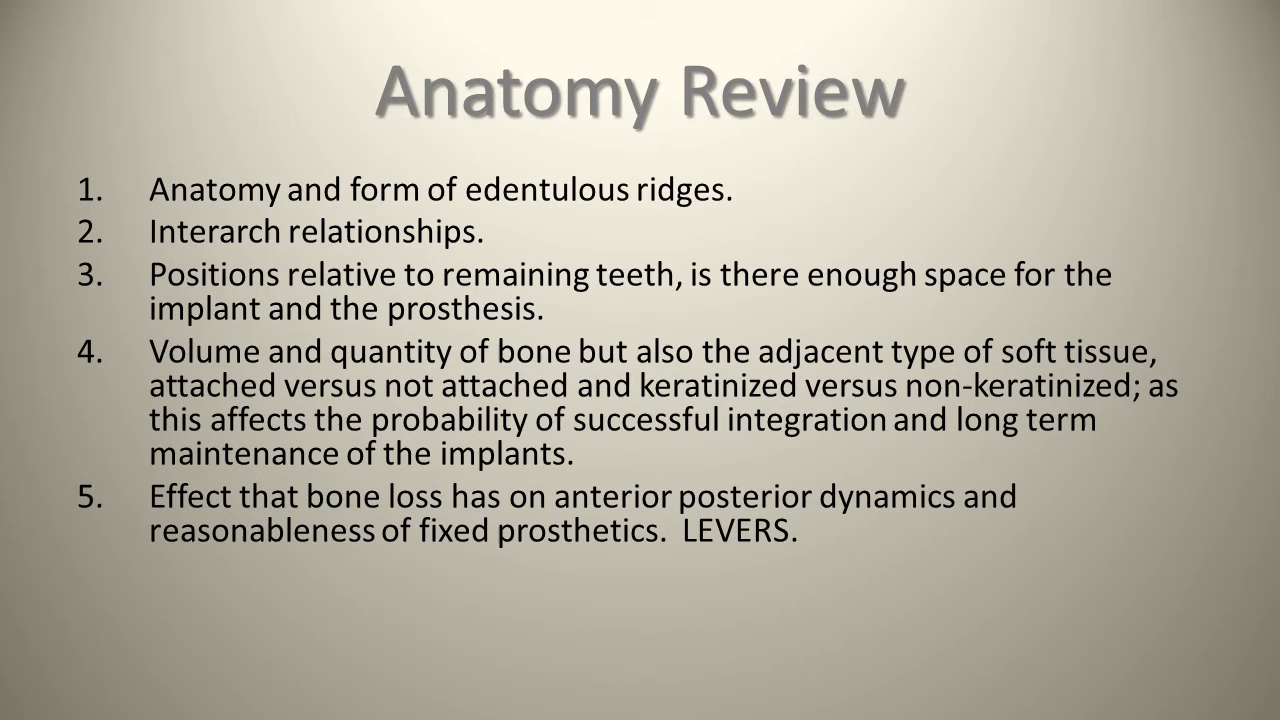 Anatomy Review
1. Anatomy and form of edentulous ridges.
2. Interarch relationships.
3. Positions relative to remaining teeth, is there enough space for the
implant and the prosthesis.
4. Volume and quantity of bone but also the adjacent type of soft tissue,
attached versus not attached and keratinized versus non-keratinized; as
this affects the probability of successful integration and long term
maintenance of the implants.
5. Effect that bone loss has on anterior posterior dynamics and
reasonableness of fixed prosthetics.  LEVERS.